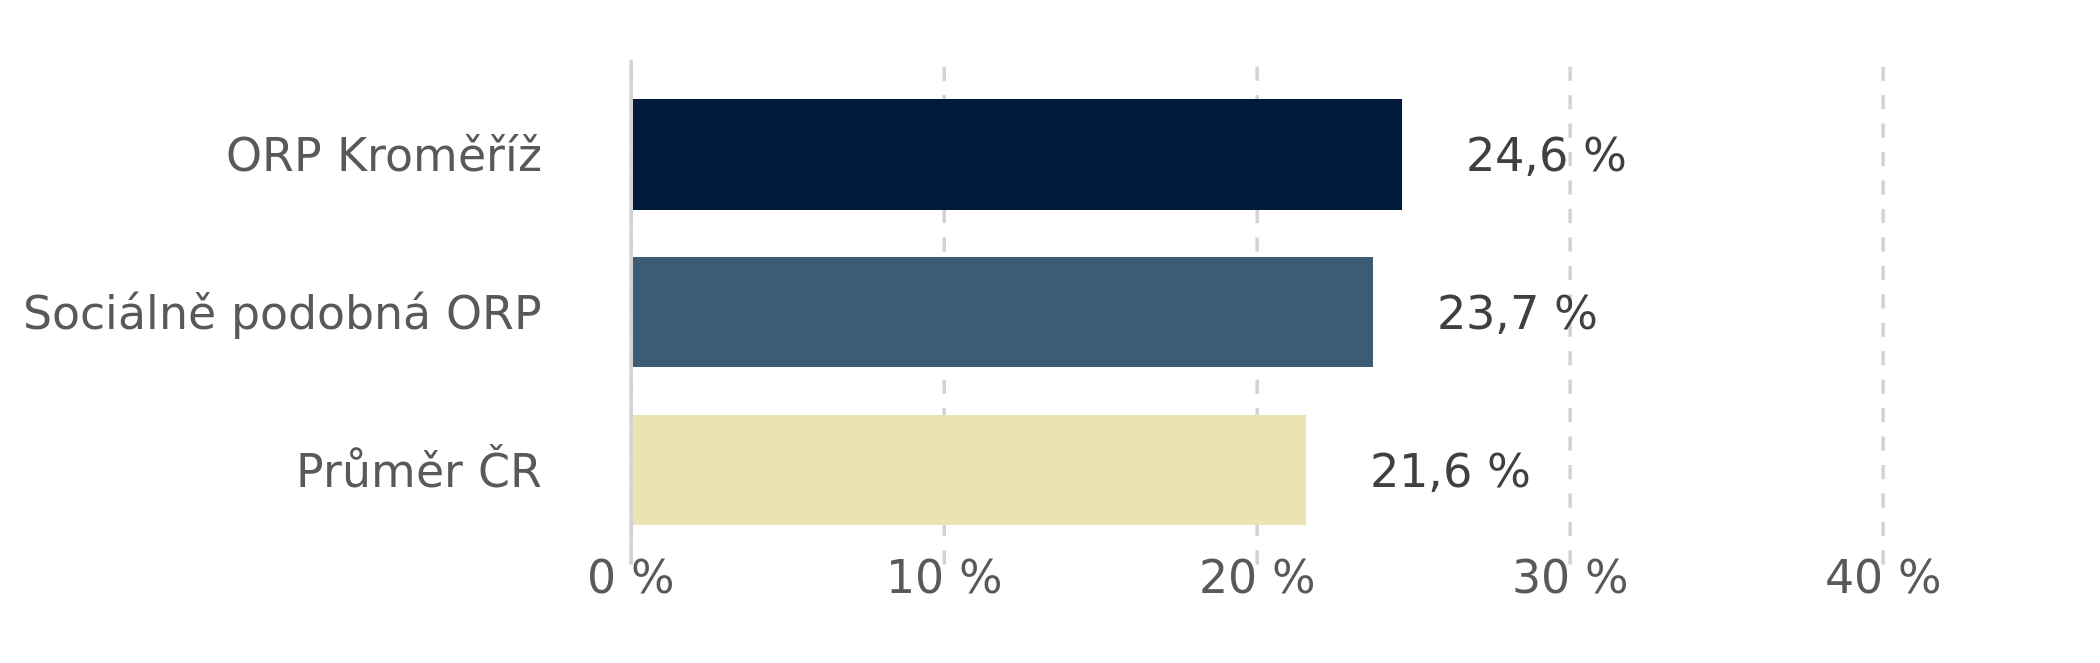 ORP Kroměříž
24,6 %
Sociálně podobná ORP
23,7 %
Průměr ČR
21,6 %
0 %
10 %
20 %
30 %
40 %